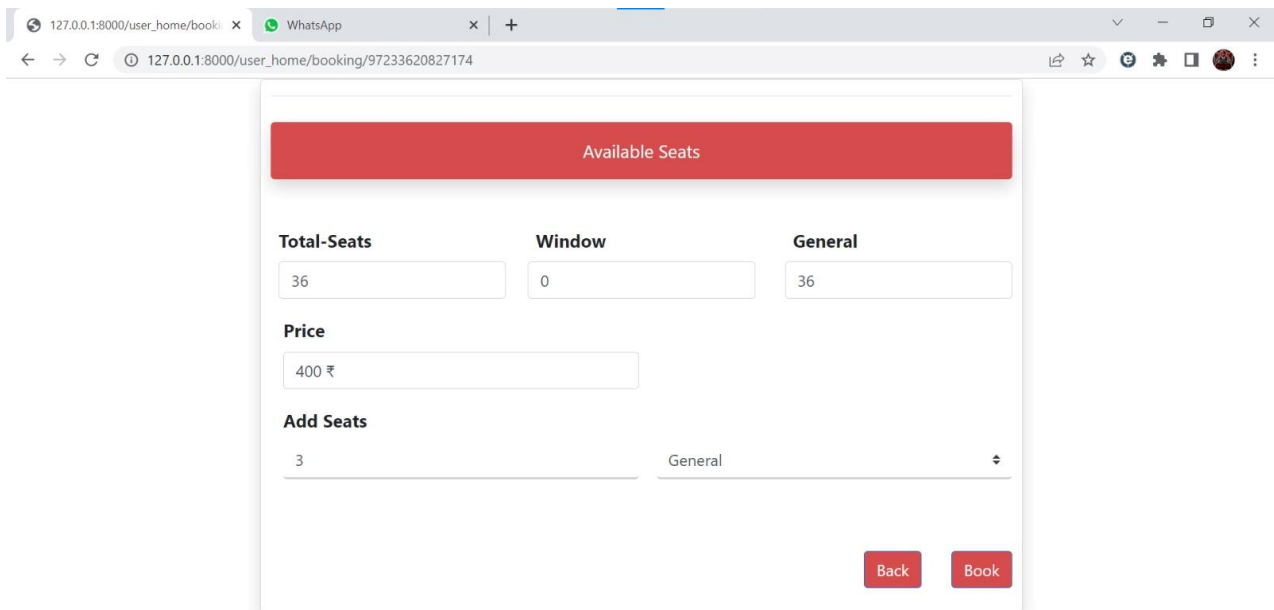 127.0.0.1:8000/user_home/booki
WhatsApp
127.0.0.1:8000/user_home/booking/97233620827174
Available Seats
Total-Seats Window General
36 0 36
Price
400 ₹
Add Seats
3 General
Back Book